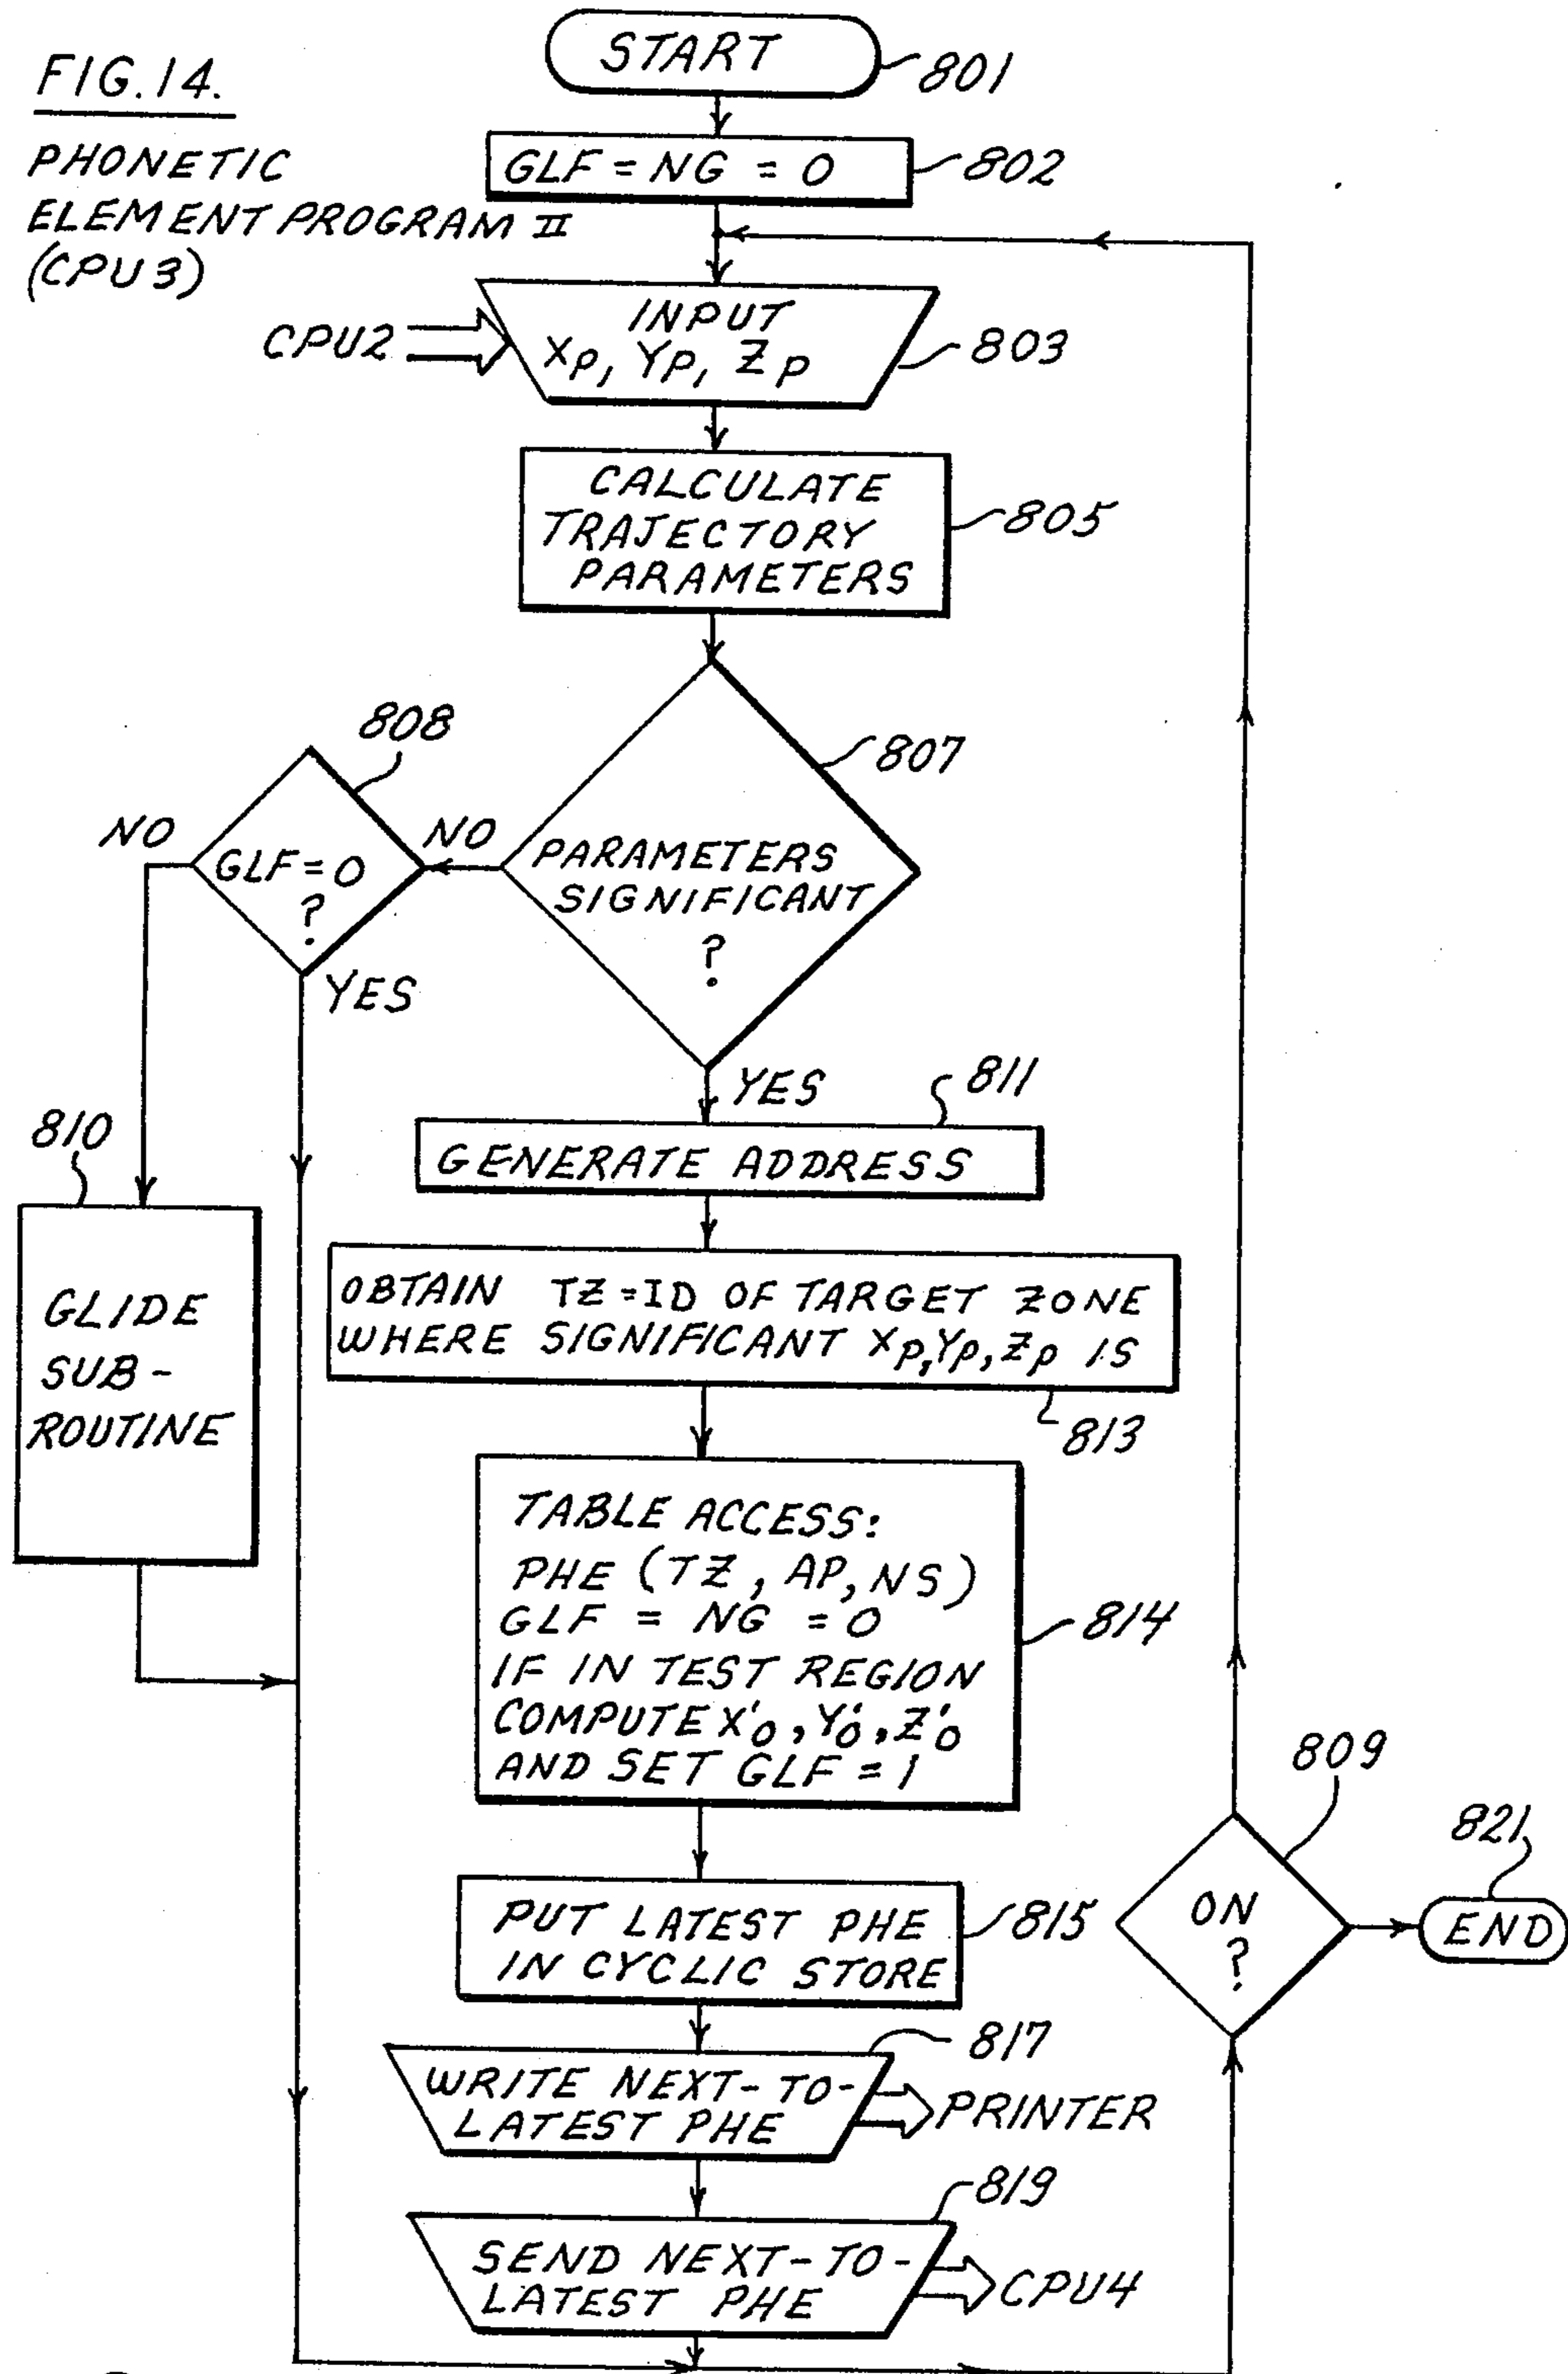 FIG. 14.
PHONETIC
ELEMENT PROGRAM II
(CPU 3)
START
801
GLF = NG = 0
802
CPU2
INPUT
XP, YP, ZP
803
CALCULATE
TRAJECTORY
PARAMETERS
805
807
808
NO
GLF = 0
?
NO
PARAMETERS
SIGNIFICANT
?
YES
YES
811
810
GENERATE ADDRESS
GLIDE
SUB-
ROUTINE
OBTAIN TZ = ID OF TARGET ZONE
WHERE SIGNIFICANT XP, YP, ZP IS
813
TABLE ACCESS:
PHE (TZ, AP, NS)
GLF = NG = 0
IF IN TEST REGION
COMPUTE X'0, Y'0, Z'0
AND SET GLF = 1
814
809
821
PUT LATEST PHE
IN CYCLIC STORE
815
ON
?
END
817
WRITE NEXT-TO-
LATEST PHE
PRINTER
819
SEND NEXT-TO-
LATEST PHE
CPU4